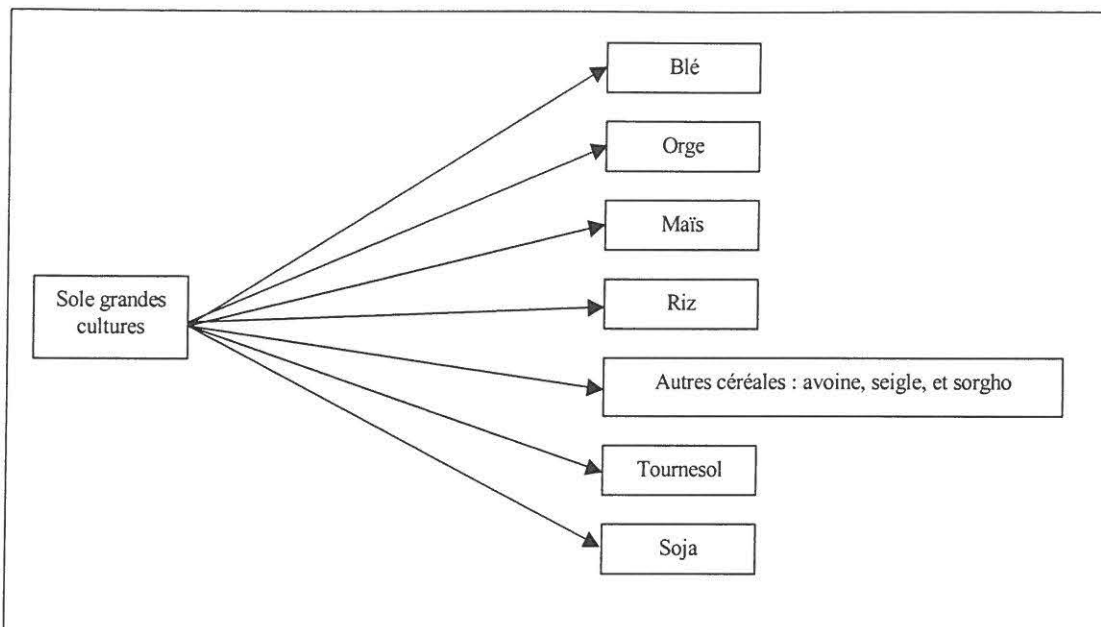 Blé
Orge
Maïs
Sole grandes
cultures
Riz
Autres céréales : avoine, seigle, et sorgho
Tournesol
Soja